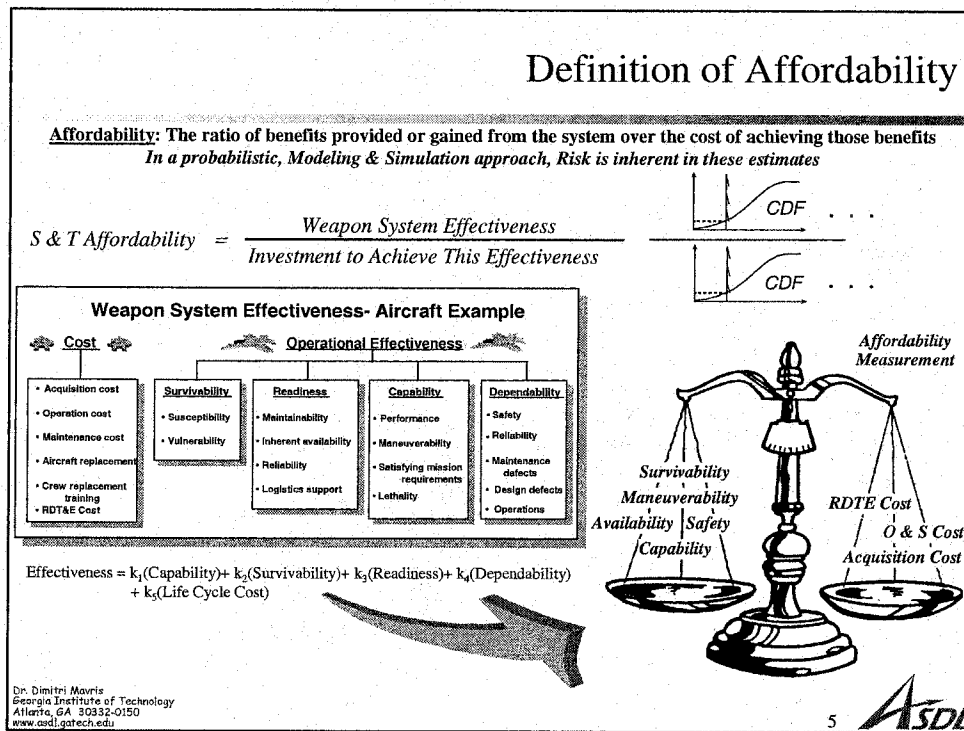 Definition of Affordability
Affordability: The ratio of benefits provided or gained from the system over the cost of achieving those benefits
In a probabilistic, Modeling & Simulation approach, Risk is inherent in these estimates
S & T Affordability = Weapon System Effectiveness
Investment to Achieve This Effectiveness
CDF . . .
CDF . . .
Weapon System Effectiveness- Aircraft Example
Cost
• Acquisition cost
• Operation cost
• Maintenance cost
• Aircraft replacement
• Crew replacement
training
• RDT&E Cost
Operational Effectiveness
Survivability
• Susceptibility
• Vulnerability
Readiness
• Maintainability
• Inherent availability
• Reliability
• Logistics support
Capability
• Performance
• Maneuverability
• Satisfying mission
requirements
• Lethality
Dependability
• Safety
• Reliability
• Maintenance
defects
• Design defects
• Operations
Affordability
Measurement
Survivability
Maneuverability
Availability Safety
Capability
RDTE Cost
O & S Cost
Acquisition Cost
Effectiveness = k₁(Capability)+ k₂(Survivability)+ k₃(Readiness)+ k₄(Dependability)
+ k₅(Life Cycle Cost)
Dr. Dimitri Mavris
Georgia Institute of Technology
Atlanta, GA 30332-0150
www.asdl.gatech.edu
5
ASDL